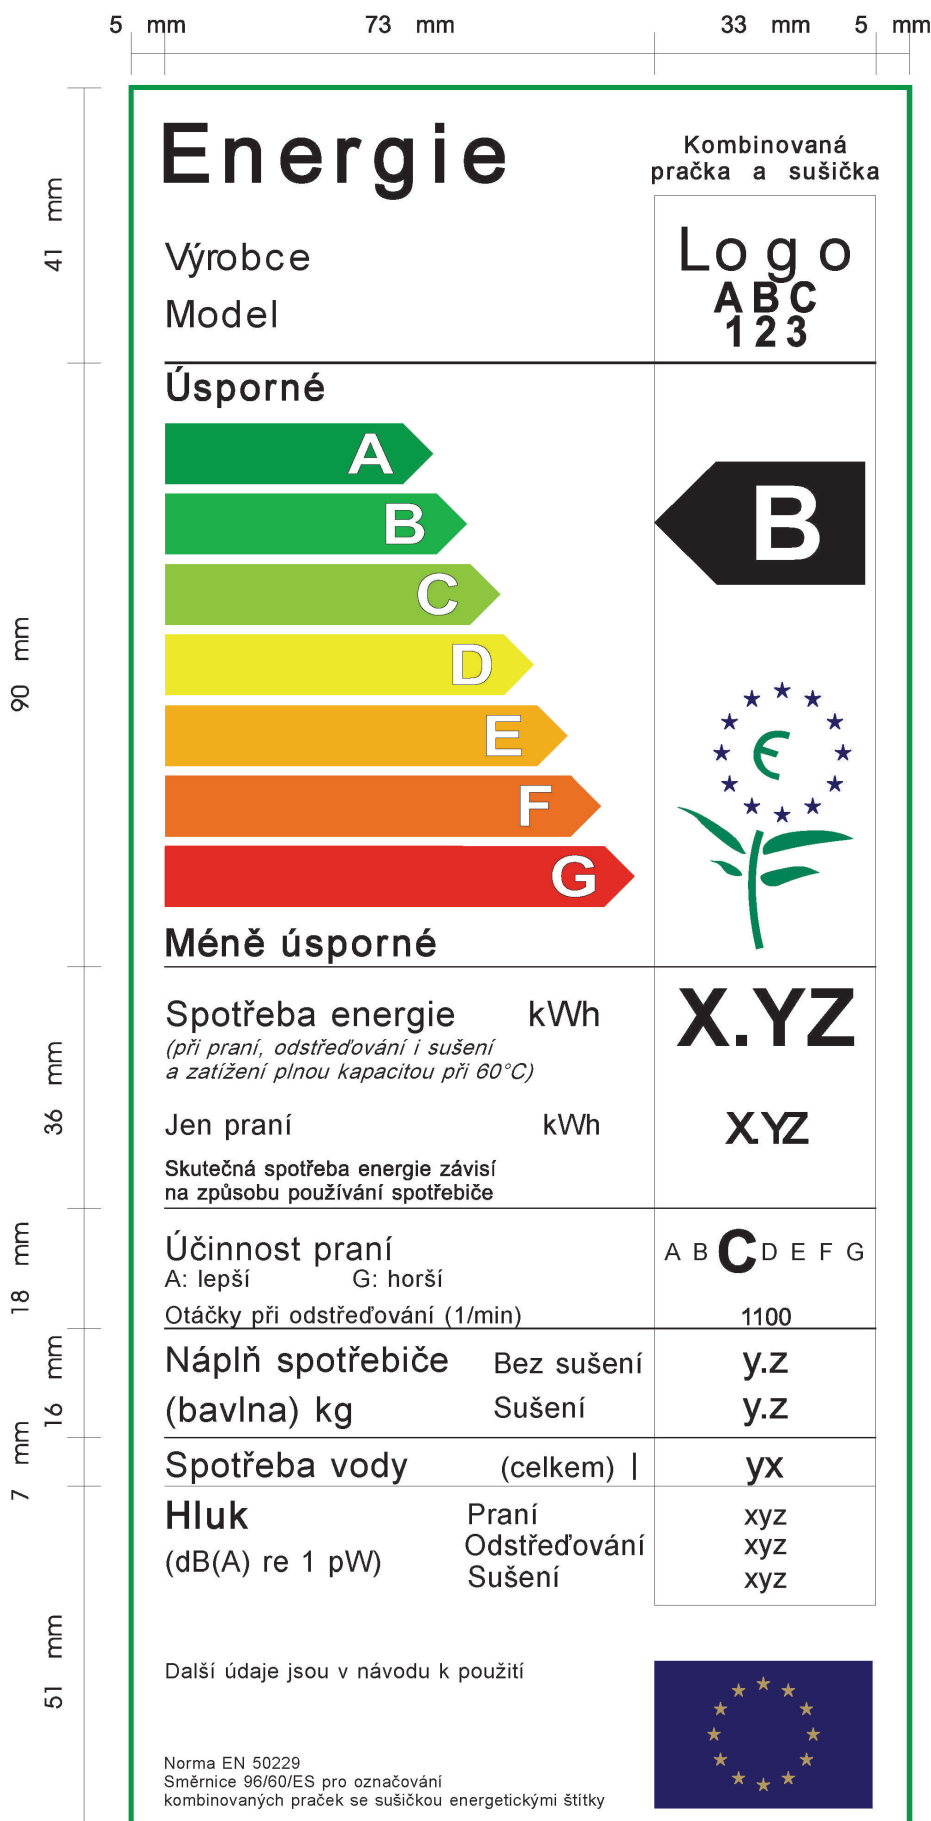 5 mm 73 mm 33 mm 5 mm
Energie
Kombinovaná
pračka a sušička
41 mm
Výrobce
Model
Logo
ABC
123
Úsporné
A
B
B
C
D
E
F
G
90 mm
Méně úsporné
36 mm
Spotřeba energie kWh X.YZ
(při praní, odstřeďování i sušení
a zatížení plnou kapacitou při 60°C)
Jen praní kWh X.YZ
Skutečná spotřeba energie závisí
na způsobu používání spotřebiče
18 mm
Účinnost praní A B C D E F G
A: lepší G: horší
Otáčky při odstřeďování (1/min) 1100
16 mm
Náplň spotřebiče Bez sušení y.z
(bavlna) kg Sušení y.z
7 mm
Spotřeba vody (celkem) l yx
51 mm
Hluk Praní xyz
(dB(A) re 1 pW) Odstřeďování xyz
Sušení xyz
Další údaje jsou v návodu k použití
Norma EN 50229
Směrnice 96/60/ES pro označování
kombinovaných praček se sušičkou energetickými štítky